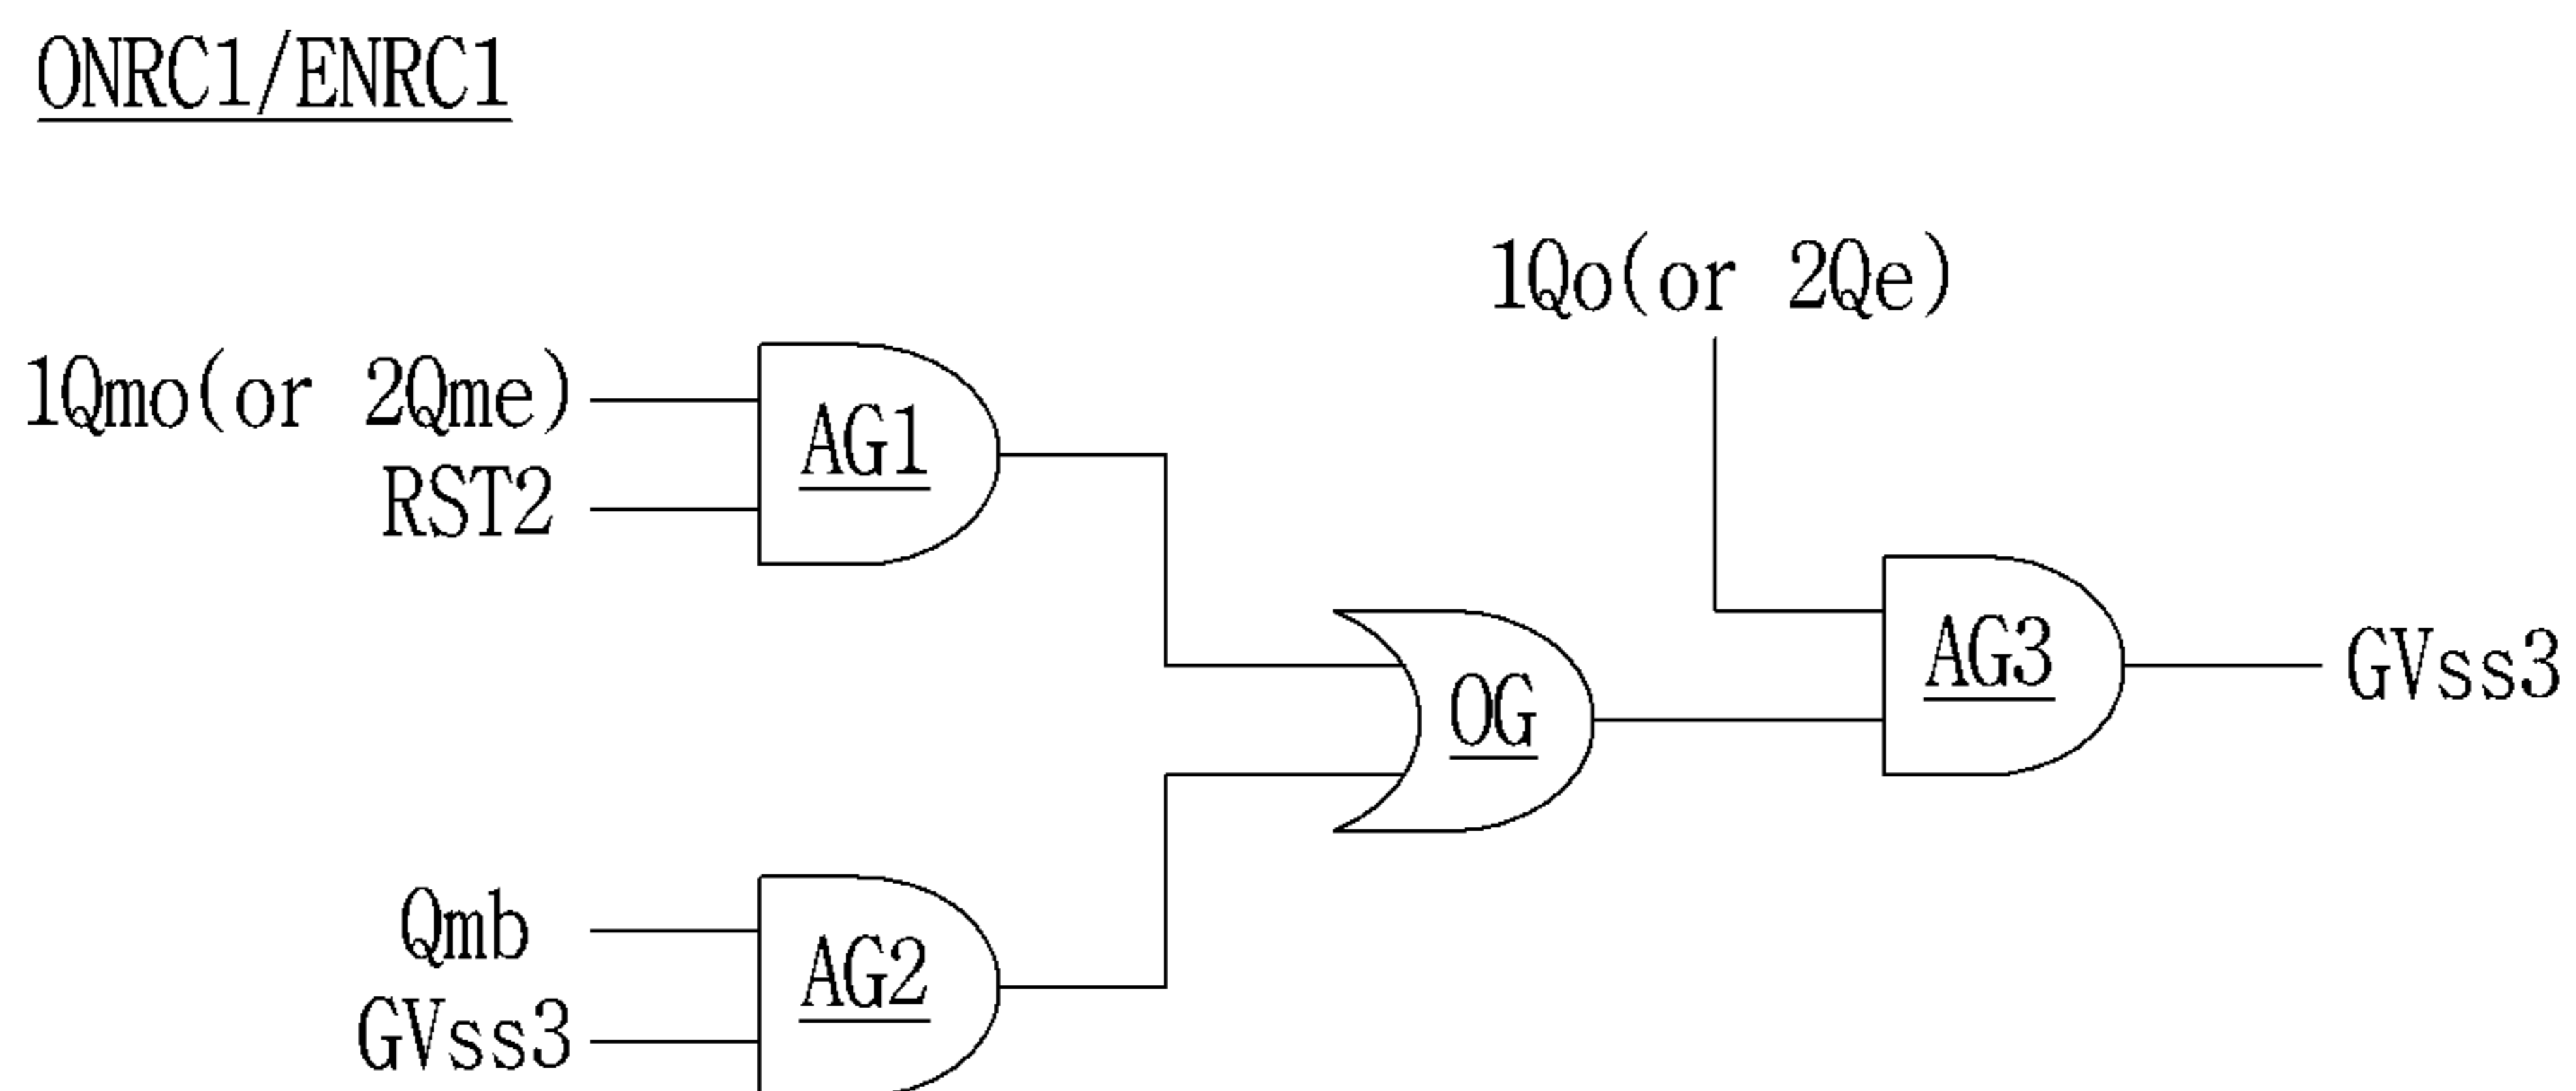 ONRC1/ENRC1
1Qo(or 2Qe)
1Qmo(or 2Qme)
AG1
RST2
AG3
GVss3
OG
Qmb
AG2
GVss3